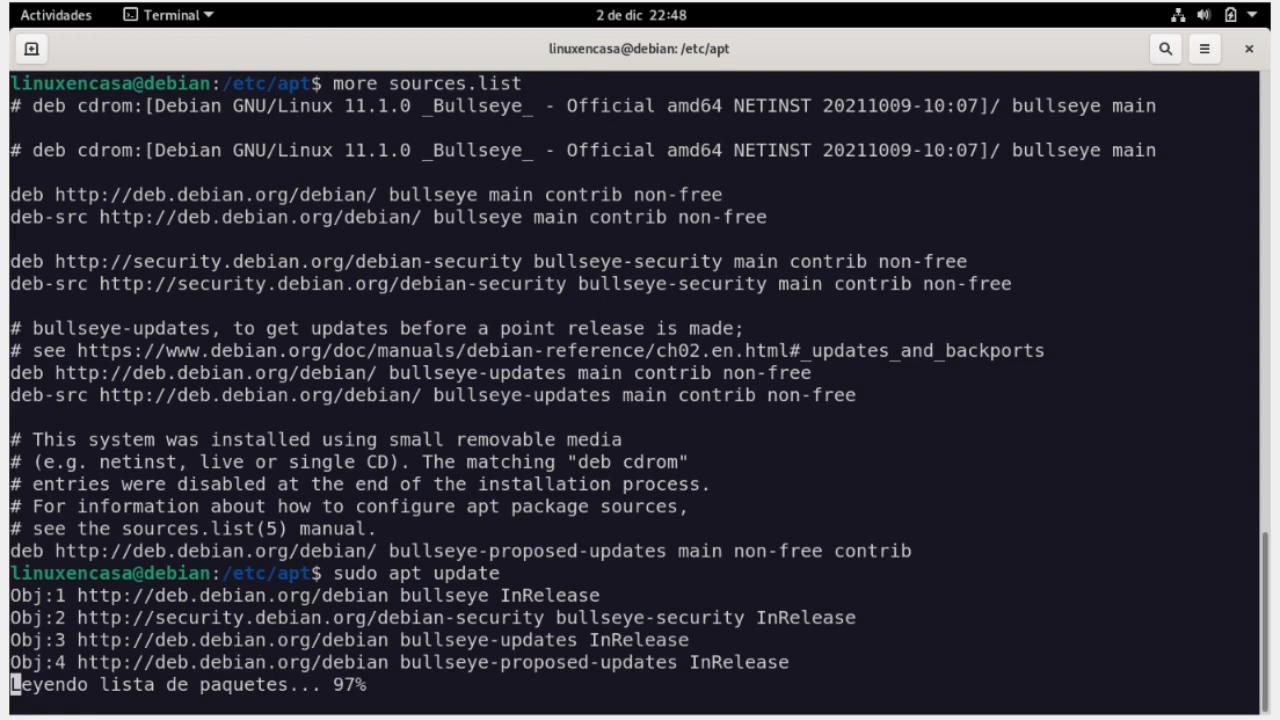 Actividades Terminal 2 de dic 22:48
linuxencasa@debian: /etc/apt
linuxencasa@debian:/etc/apt$ more sources.list
# deb cdrom:[Debian GNU/Linux 11.1.0 _Bullseye_ - Official amd64 NETINST 20211009-10:07]/ bullseye main
# deb cdrom:[Debian GNU/Linux 11.1.0 _Bullseye_ - Official amd64 NETINST 20211009-10:07]/ bullseye main
deb http://deb.debian.org/debian/ bullseye main contrib non-free
deb-src http://deb.debian.org/debian/ bullseye main contrib non-free
deb http://security.debian.org/debian-security bullseye-security main contrib non-free
deb-src http://security.debian.org/debian-security bullseye-security main contrib non-free
# bullseye-updates, to get updates before a point release is made;
# see https://www.debian.org/doc/manuals/debian-reference/ch02.en.html#_updates_and_backports
deb http://deb.debian.org/debian/ bullseye-updates main contrib non-free
deb-src http://deb.debian.org/debian/ bullseye-updates main contrib non-free
# This system was installed using small removable media
# (e.g. netinst, live or single CD). The matching "deb cdrom"
# entries were disabled at the end of the installation process.
# For information about how to configure apt package sources,
# see the sources.list(5) manual.
deb http://deb.debian.org/debian/ bullseye-proposed-updates main non-free contrib
linuxencasa@debian:/etc/apt$ sudo apt update
Obj:1 http://deb.debian.org/debian bullseye InRelease
Obj:2 http://security.debian.org/debian-security bullseye-security InRelease
Obj:3 http://deb.debian.org/debian bullseye-updates InRelease
Obj:4 http://deb.debian.org/debian bullseye-proposed-updates InRelease
Leyendo lista de paquetes... 97%